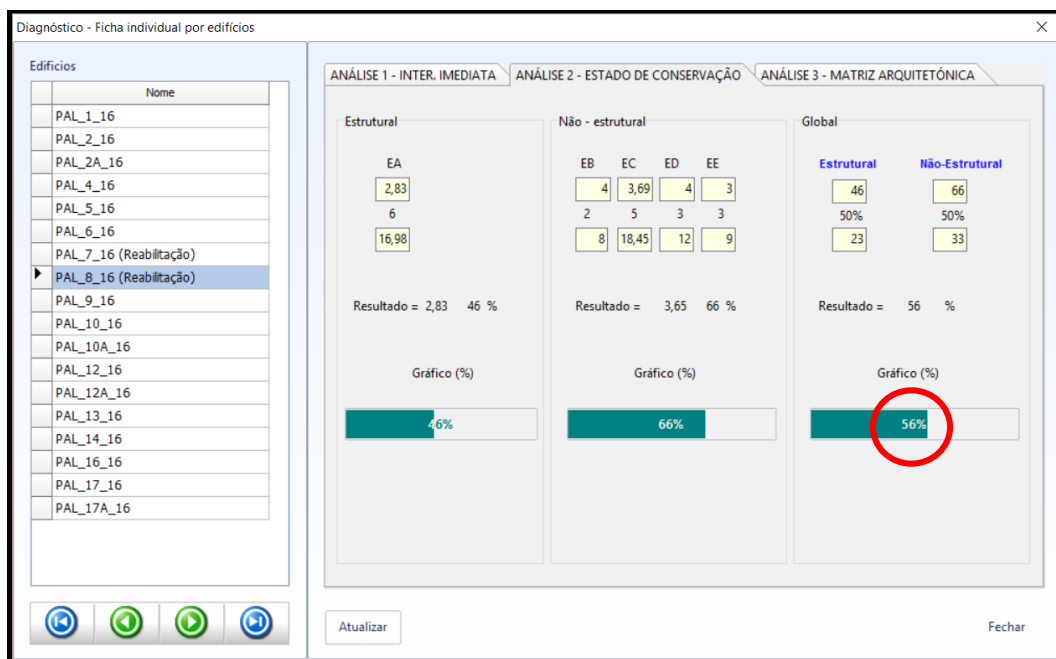 Diagnóstico - Ficha individual por edifícios
Edificios
Nome
PAL_1_16
PAL_2_16
PAL_2A_16
PAL_4_16
PAL_5_16
PAL_6_16
PAL_7_16 (Reabilitação)
PAL_8_16 (Reabilitação)
PAL_9_16
PAL_10_16
PAL_10A_16
PAL_12_16
PAL_12A_16
PAL_13_16
PAL_14_16
PAL_16_16
PAL_17_16
PAL_17A_16
ANÁLISE 1 - INTER. IMEDIATA ANÁLISE 2 - ESTADO DE CONSERVAÇÃO ANÁLISE 3 - MATRIZ ARQUITETÓNICA
Estrutural
EA
2,83
6
16,98
Resultado = 2,83 46 %
Gráfico (%)
46%
Não - estrutural
EB EC ED EE
4 3,69 4 3
2 5 3 3
8 18,45 12 9
Resultado = 3,65 66 %
Gráfico (%)
66%
Global
Estrutural Não-Estrutural
46 66
50% 50%
23 33
Resultado = 56 %
Gráfico (%)
56%
Atualizar Fechar